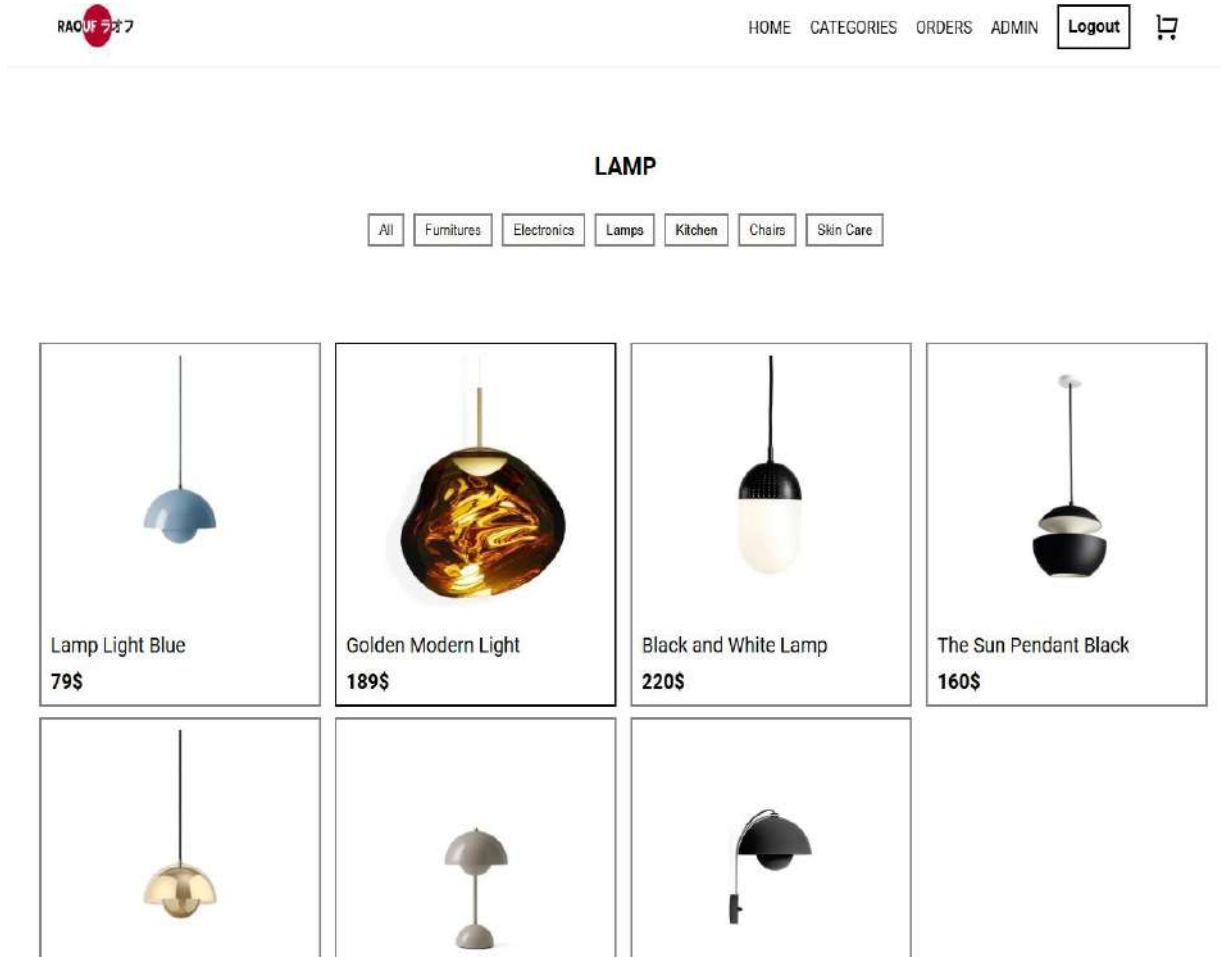 RAOUF ラオフ
HOME CATEGORIES ORDERS ADMIN Logout
LAMP
All Furnitures Electronics Lamps Kitchen Chairs Skin Care
Lamp Light Blue
79$
Golden Modern Light
189$
Black and White Lamp
220$
The Sun Pendant Black
160$